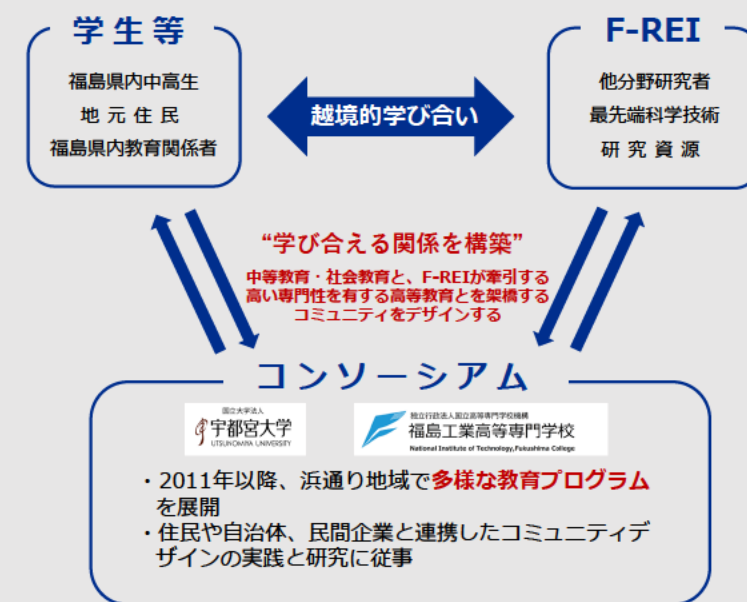 学生等
福島県内中高生
地元住民
福島県内教育関係者
越境的学び合い
F-REI
他分野研究者
最先端科学技術
研究資源
“学び合える関係を構築”
中等教育・社会教育と、F-REIが牽引する
高い専門性を有する高等教育とを架橋する
コミュニティをデザインする
コンソーシアム
国立大学法人
宇都宮大学
UTSUNOMIYA UNIVERSITY
独立行政法人国立高等専門学校機構
福島工業高等専門学校
National Institute of Technology, Fukushima College
・2011年以降、浜通り地域で多様な教育プログラム
を展開
・住民や自治体、民間企業と連携したコミュニティデ
ザインの実践と研究に従事